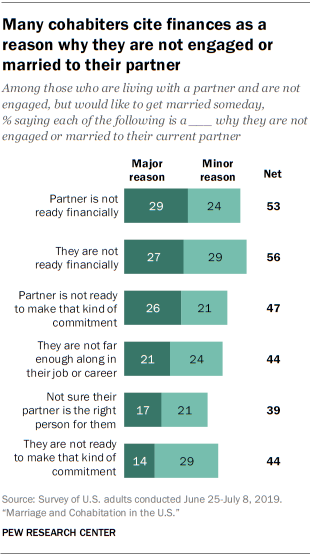 Many cohabiters cite finances as a
reason why they are not engaged or
married to their partner
Among those who are living with a partner and are not
engaged, but would like to get married someday,
% saying each of the following is a ___ why they are not
engaged or married to their current partner
Major
reason
Minor
reason
Net
Partner is not
ready financially
29
24
53
They are not
ready financially
27
29
56
Partner is not ready
to make that kind of
commitment
26
21
47
They are not far
enough along in
their job or career
21
24
44
Not sure their
partner is the right
person for them
17
21
39
They are not ready
to make that kind of
commitment
14
29
44
Source: Survey of U.S. adults conducted June 25-July 8, 2019.
“Marriage and Cohabitation in the U.S.”
PEW RESEARCH CENTER